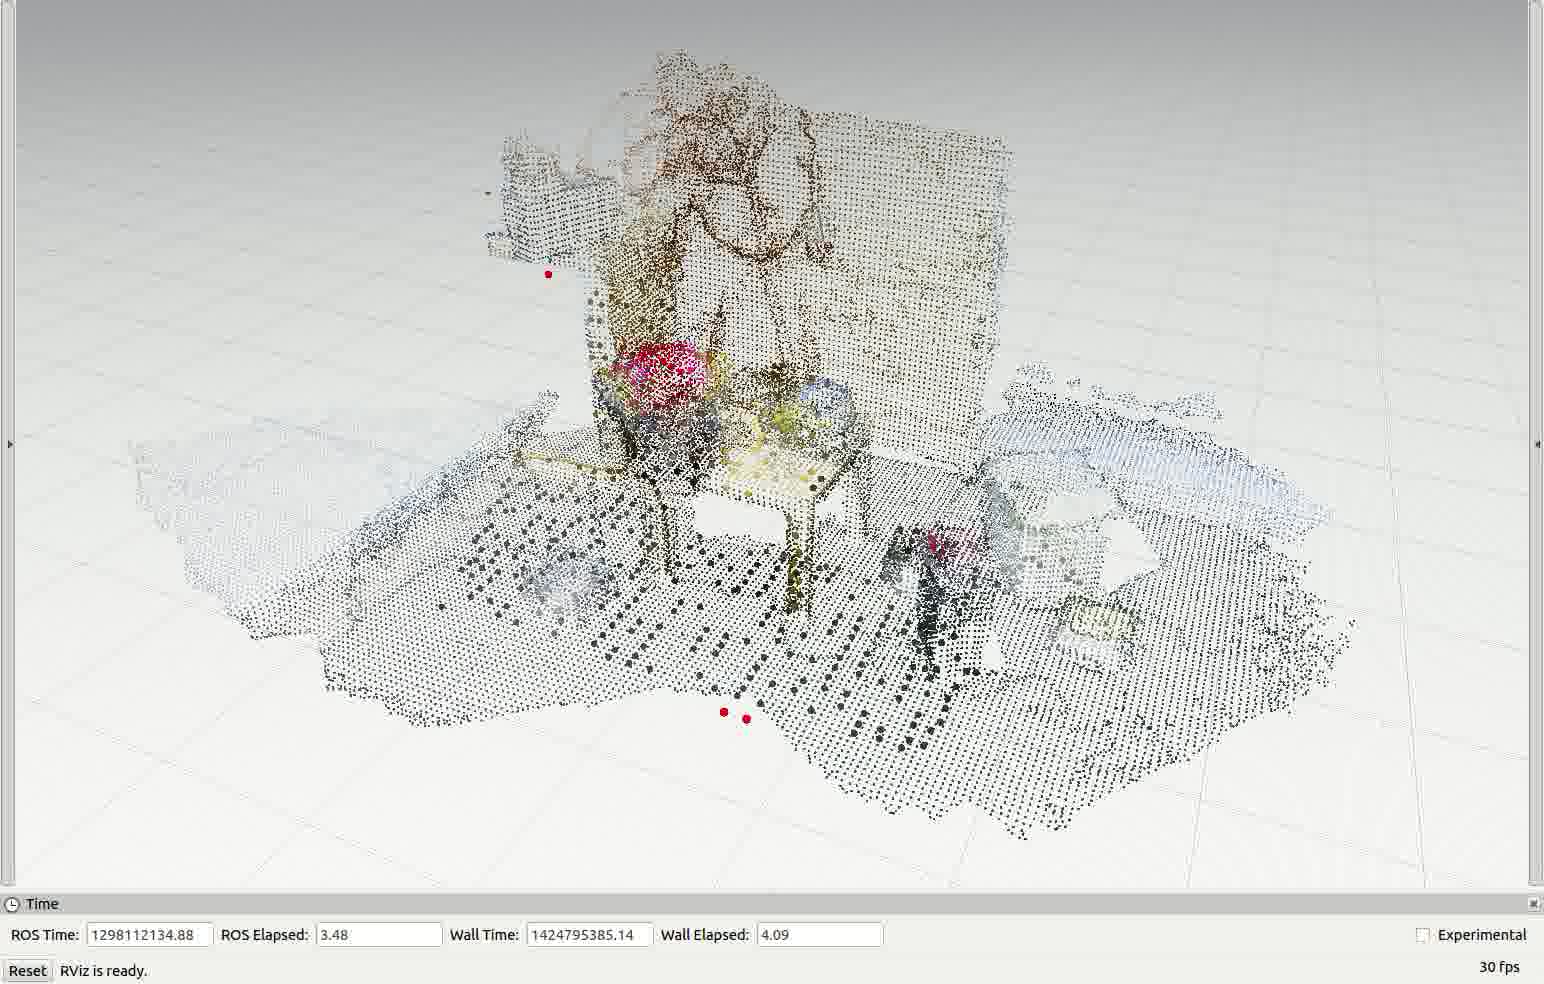 Time
ROS Time: 1298112134.88 ROS Elapsed: 3.48 Wall Time: 1424795385.14 Wall Elapsed: 4.09 Experimental
Reset RViz is ready. 30 fps